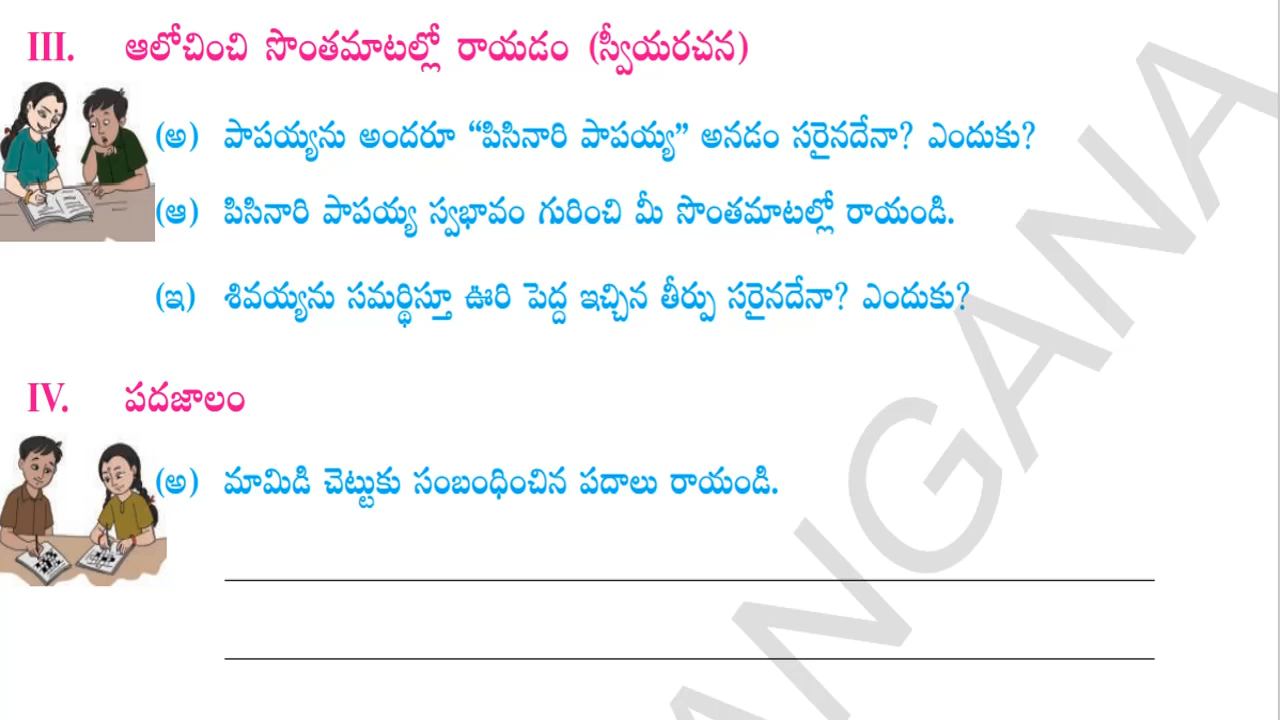 III. ఆలోచించి సొంతమాటల్లో రాయడం (స్వీయరచన)
(అ) పాపయ్యను అందరూ “పిసినారి పాపయ్య” అనడం సరైనదేనా? ఎందుకు?
(ఆ) పిసినారి పాపయ్య స్వభావం గురించి మీ సొంతమాటల్లో రాయండి.
(ఇ) శివయ్యను సమర్థిస్తూ ఊరి పెద్ద ఇచ్చిన తీర్పు సరైనదేనా? ఎందుకు?
IV. పదజాలం
(అ) మామిడి చెట్టుకు సంబంధించిన పదాలు రాయండి.
ANGANA